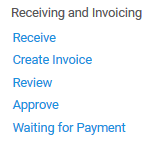 Receiving and Invoicing
Receive
Create Invoice
Review
Approve
Waiting for Payment